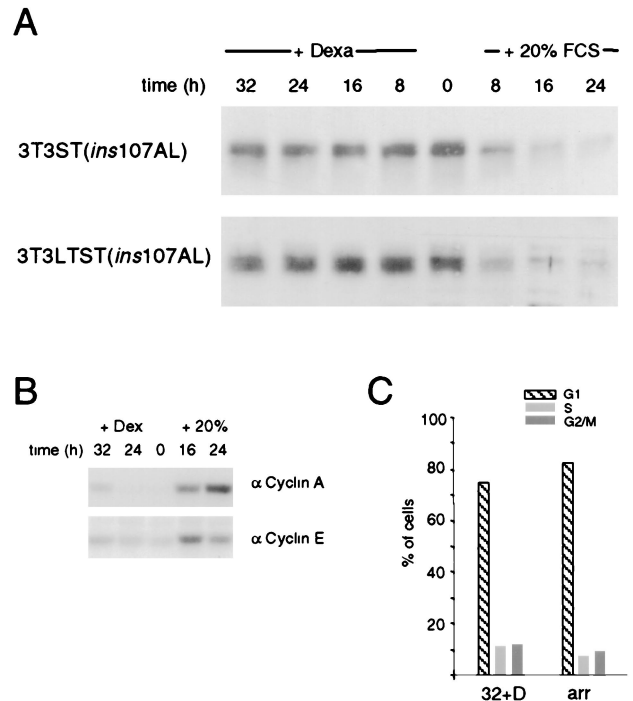 A
+ Dexa + 20% FCS
time (h) 32 24 16 8 0 8 16 24
3T3ST(ins107AL)
3T3LTST(ins107AL)
B
+ Dex + 20%
time (h) 32 24 0 16 24
α Cyclin A
α Cyclin E
C
G1
S
G2/M
% of cells
100
80
60
40
20
32+D arr